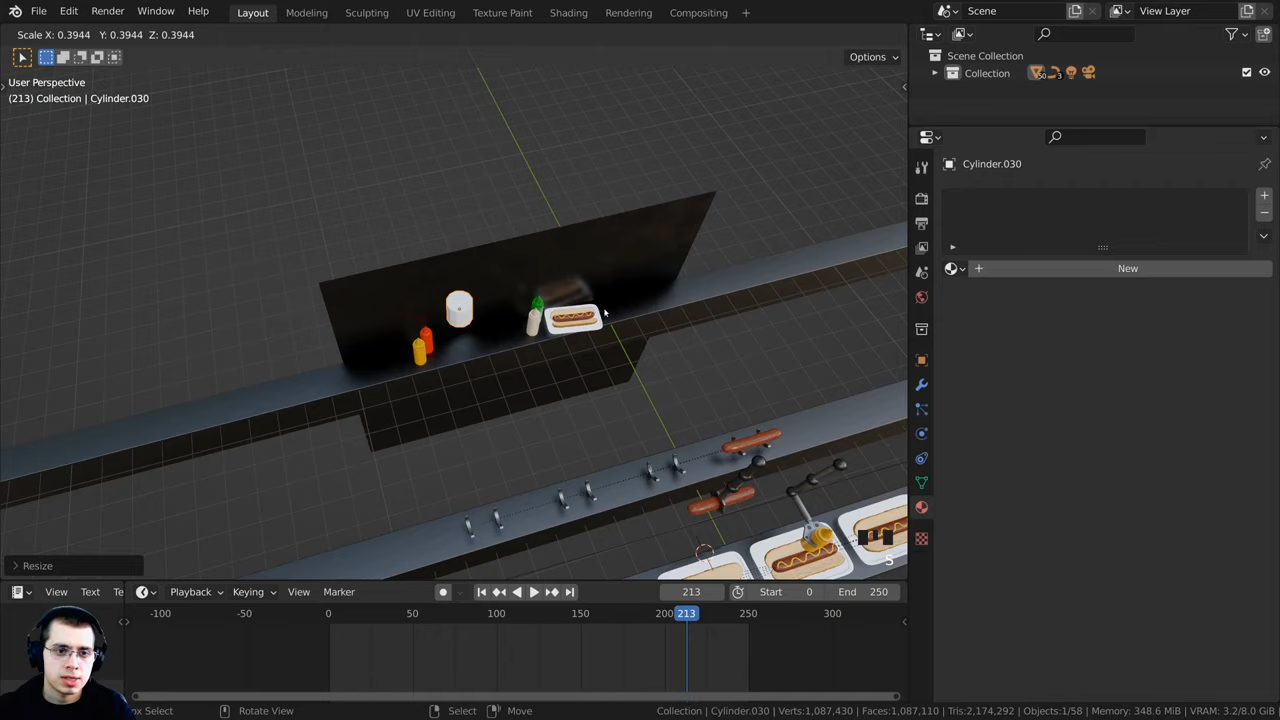 File Edit Render Window Help Layout Modeling Sculpting UV Editing Texture Paint Shading Rendering Compositing + Scene View Layer
Scale X: 0.3944 Y: 0.3944 Z: 0.3944
Options
User Perspective
(213) Collection | Cylinder.030
Scene Collection
Collection 50 3
Cylinder.030
New
S
Resize
View Text Playback Keying View Marker 213 Start 0 End 250
-100 0 50 100 150 200 213 250 300
Select Rotate View Select Move Collection | Cylinder.030 Verts:1,087,430 Faces:1,087,110 Tris:2,174,292 Objects:1/58 Memory: 348.6 MiB VRAM: 3.2/8.0 GiB